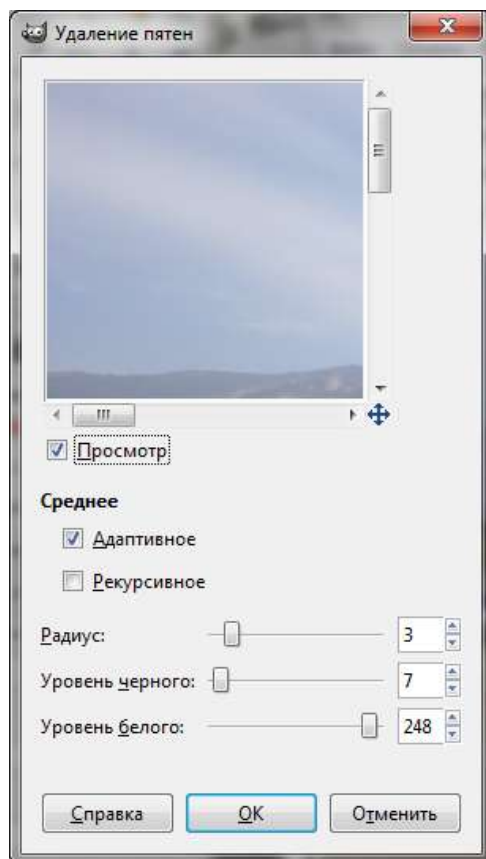 Удаление пятен
Просмотр
Среднее
Адаптивное
Рекурсивное
Радиус: 3
Уровень черного: 7
Уровень белого: 248
Справка
OK
Отменить